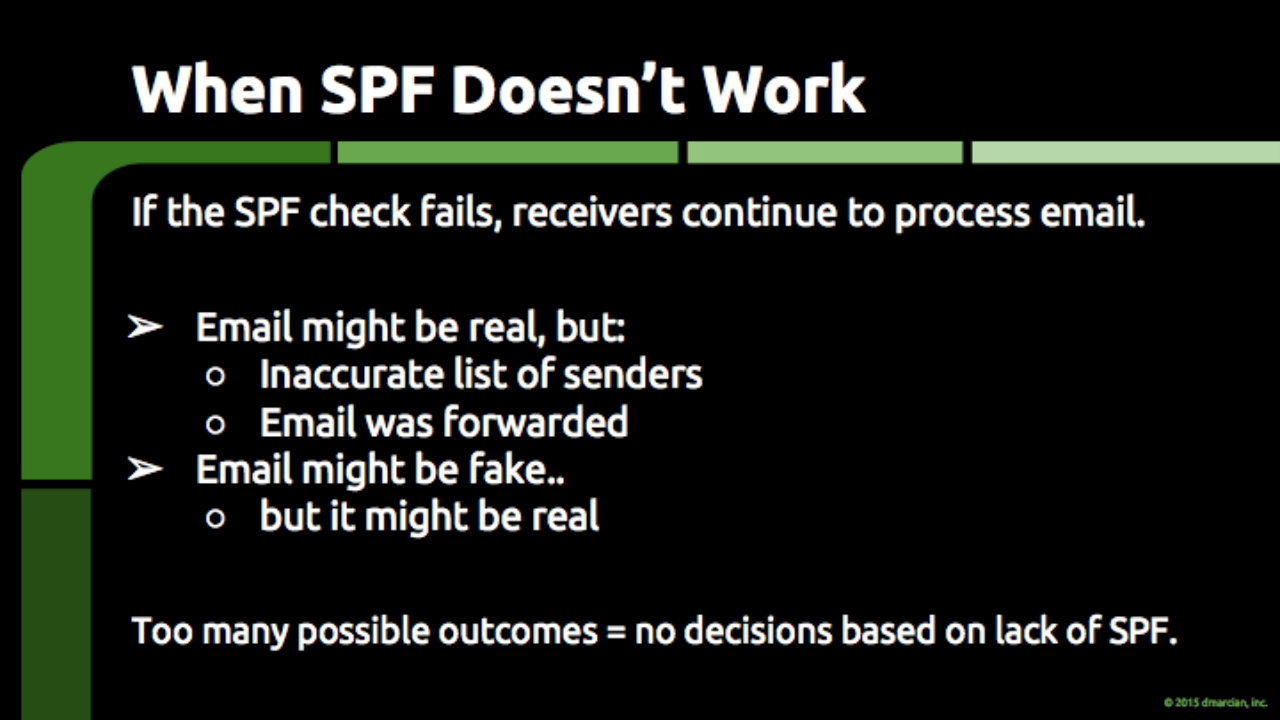 When SPF Doesn’t Work
If the SPF check fails, receivers continue to process email.
➢ Email might be real, but:
○ Inaccurate list of senders
○ Email was forwarded
➢ Email might be fake..
○ but it might be real
Too many possible outcomes = no decisions based on lack of SPF.
© 2015 dmarcian, inc.